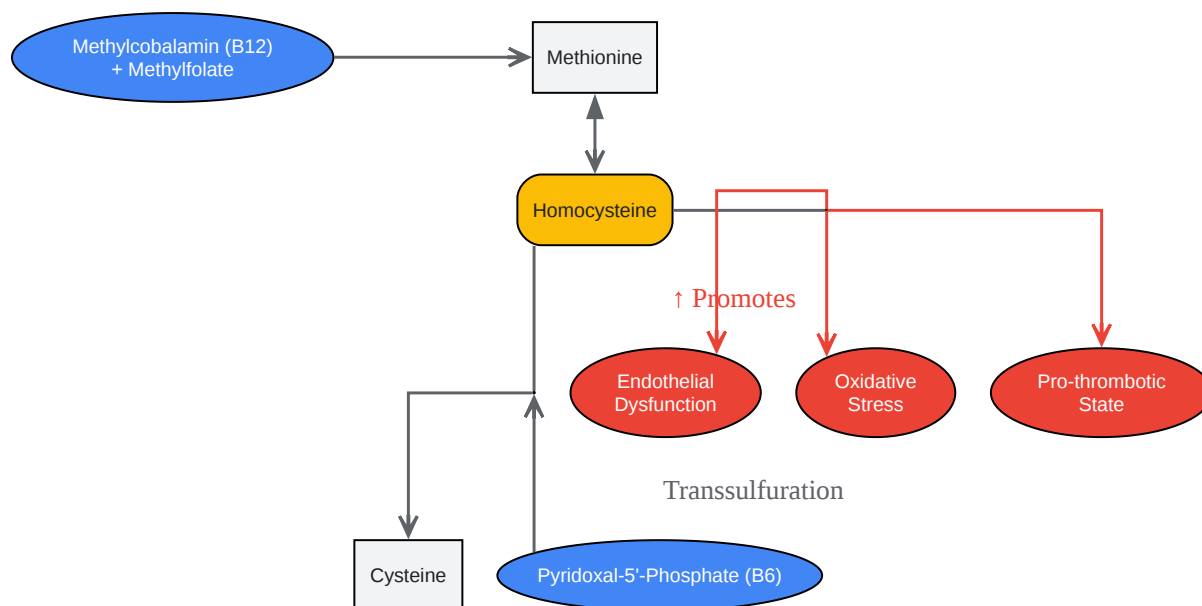 Methylcobalamin (B12)
+ Methylfolate
Methionine
Homocysteine
↑ Promotes
Endothelial
Dysfunction
Oxidative
Stress
Pro-thrombotic
State
Transsulfuration
Cysteine
Pyridoxal-5'-Phosphate (B6)